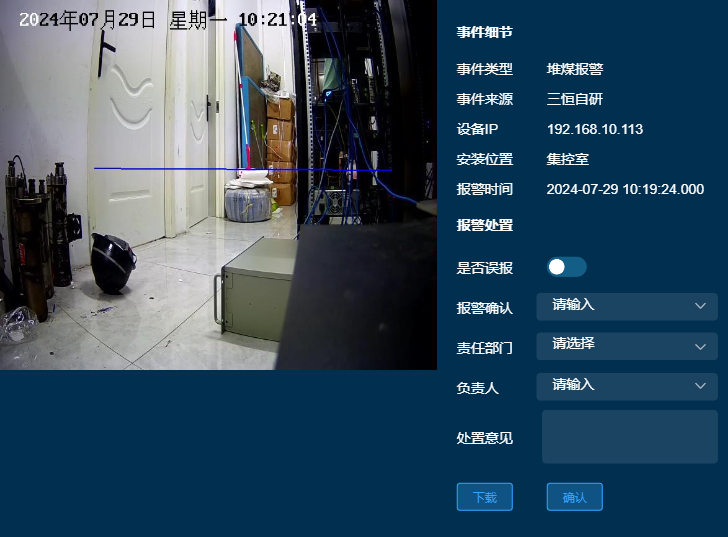 2024年07月29日 星期一 10:21:04
事件细节
事件类型 堆煤报警
事件来源 三恒自研
设备IP 192.168.10.113
安装位置 集控室
报警时间 2024-07-29 10:19:24.000
报警处置
是否误报
报警确认 请输入
责任部门 请选择
负责人 请输入
处置意见
下载 确认